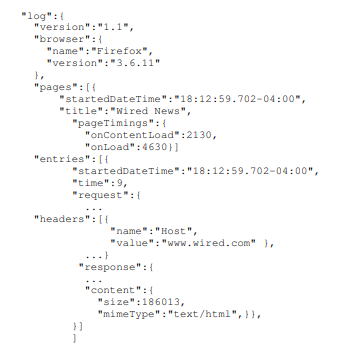 "log":{
"version":"1.1",
"browser":{
"name":"Firefox",
"version":"3.6.11"
},
"pages":[{
"startedDateTime":"18:12:59.702-04:00",
"title":"Wired News",
"pageTimings":{
"onContentLoad":2130,
"onLoad":4630}]
"entries":[{
"startedDateTime":"18:12:59.702-04:00",
"time":9,
"request":{
...
"headers":[{
"name":"Host",
"value":"www.wired.com" },
...}
"response":{
...
"content":{
"size":186013,
"mimeType":"text/html",}},
}]
]